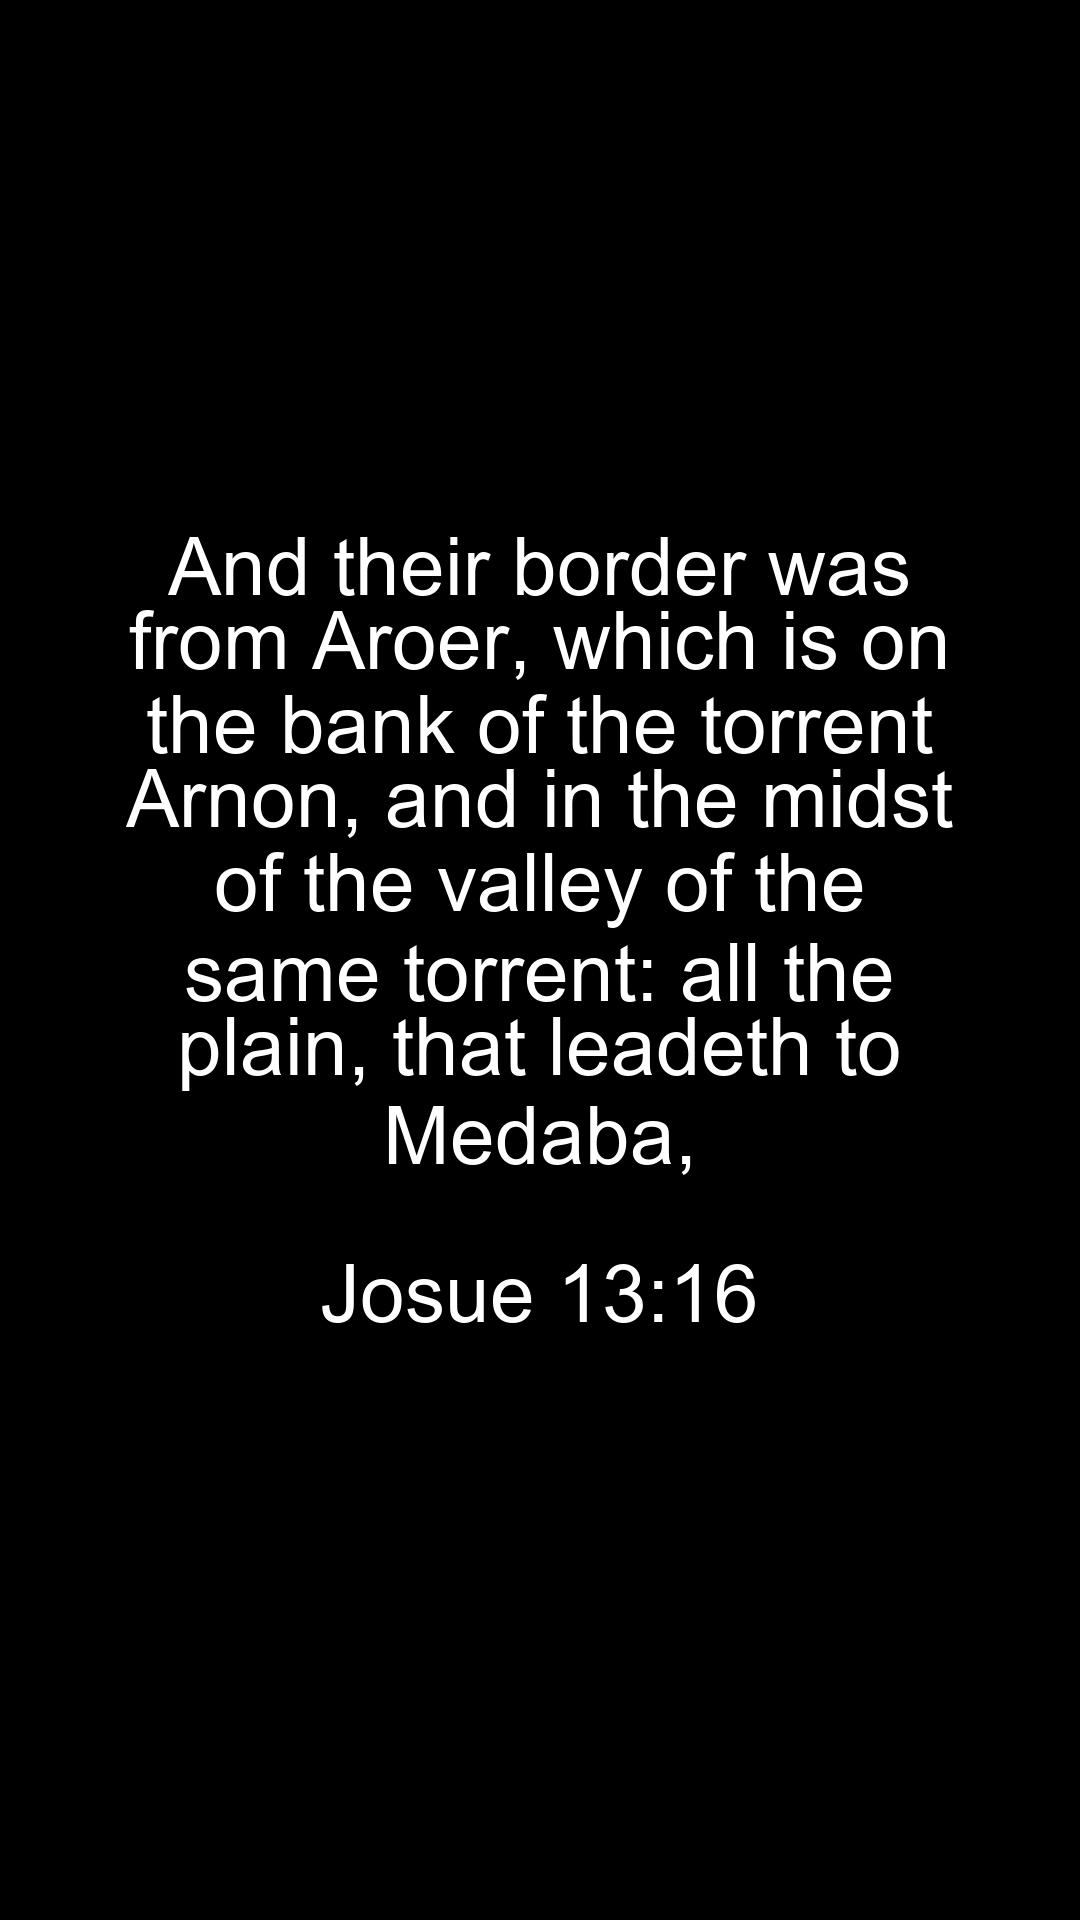 And their border was
from Aroer, which is on
the bank of the torrent
Arnon, and in the midst
of the valley of the
same torrent: all the
plain, that leadeth to
Medaba,
Josue 13:16